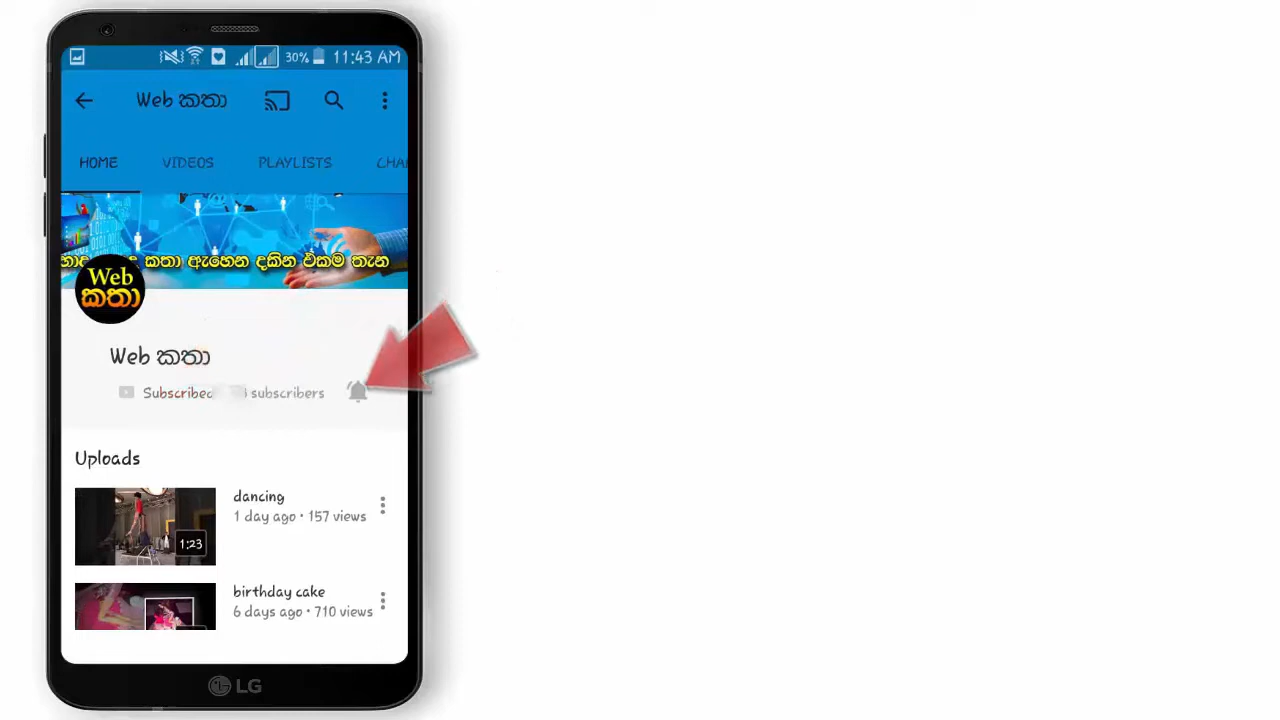 30% 11:43 AM
Web කතා
HOME VIDEOS PLAYLISTS CHA
කතා ඇහෙන දකින එකම තැන
Web
කතා
Web කතා
Subscribed subscribers
Uploads
dancing
1 day ago • 157 views
1:23
birthday cake
6 days ago • 710 views
LG